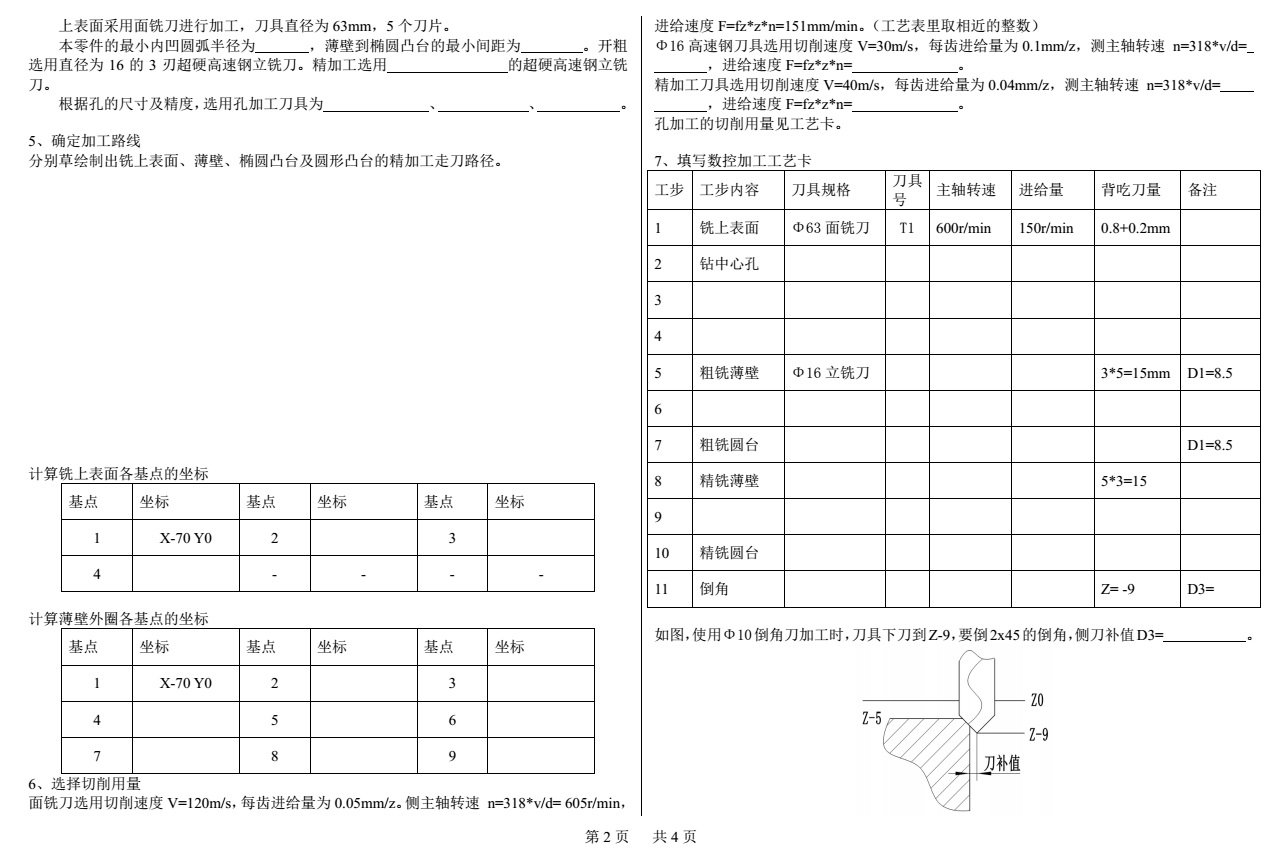 上表面采用面铣刀进行加工，刀具直径为63mm，5个刀片。
本零件的最小内凹圆弧半径为______，薄壁到椭圆凸台的最小间距为______。开粗
选用直径为16的3刃超硬高速钢立铣刀。精加工选用____________的超硬高速钢立铣
刀。
根据孔的尺寸及精度，选用孔加工刀具为____________、____________、____________。
5、确定加工路线
分别草绘制出铣上表面、薄壁、椭圆凸台及圆形凸台的精加工走刀路径。
计算铣上表面各基点的坐标
基点 坐标 基点 坐标 基点 坐标
1 X-70 Y0 2 3
4 - - - -
计算薄壁外圈各基点的坐标
基点 坐标 基点 坐标 基点 坐标
1 X-70 Y0 2 3
4 5 6
7 8 9
6、选择切削用量
面铣刀选用切削速度 V=120m/s，每齿进给量为 0.05mm/z。侧主轴转速 n=318*v/d= 605r/min，
进给速度 F=fz*z*n=151mm/min。（工艺表里取相近的整数）
Φ16 高速钢刀具选用切削速度 V=30m/s，每齿进给量为 0.1mm/z，测主轴转速 n=318*v/d=_
______，进给速度 F=fz*z*n=____________。
精加工刀具选用切削速度 V=40m/s，每齿进给量为 0.04mm/z，测主轴转速 n=318*v/d=____
______，进给速度 F=fz*z*n=____________。
孔加工的切削用量见工艺卡。
7、填写数控加工工艺卡
工步 工步内容 刀具规格 刀具号 主轴转速 进给量 背吃刀量 备注
1 铣上表面 Φ63 面铣刀 T1 600r/min 150r/min 0.8+0.2mm
2 钻中心孔
3
4
5 粗铣薄壁 Φ16 立铣刀 3*5=15mm D1=8.5
6
7 粗铣圆台 D1=8.5
8 精铣薄壁 5*3=15
9
10 精铣圆台
11 倒角 Z= -9 D3=
如图，使用Φ10倒角刀加工时，刀具下刀到Z-9，要倒2x45的倒角，侧刀补值D3=__________。
Z0
Z-5
Z-9
刀补值
第 2 页 共 4 页